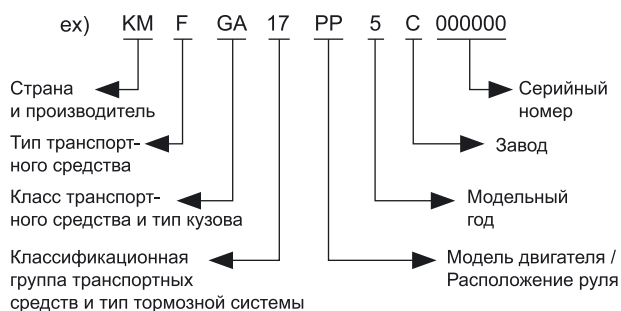 ex) KM F GA 17 PP 5 C 000000
Страна
и производитель
Тип транспорт-
ного средства
Класс транспорт-
ного средства и тип кузова
Классификационная
группа транспортных
средств и тип тормозной системы
Серийный
номер
Завод
Модельный
год
Модель двигателя /
Расположение руля